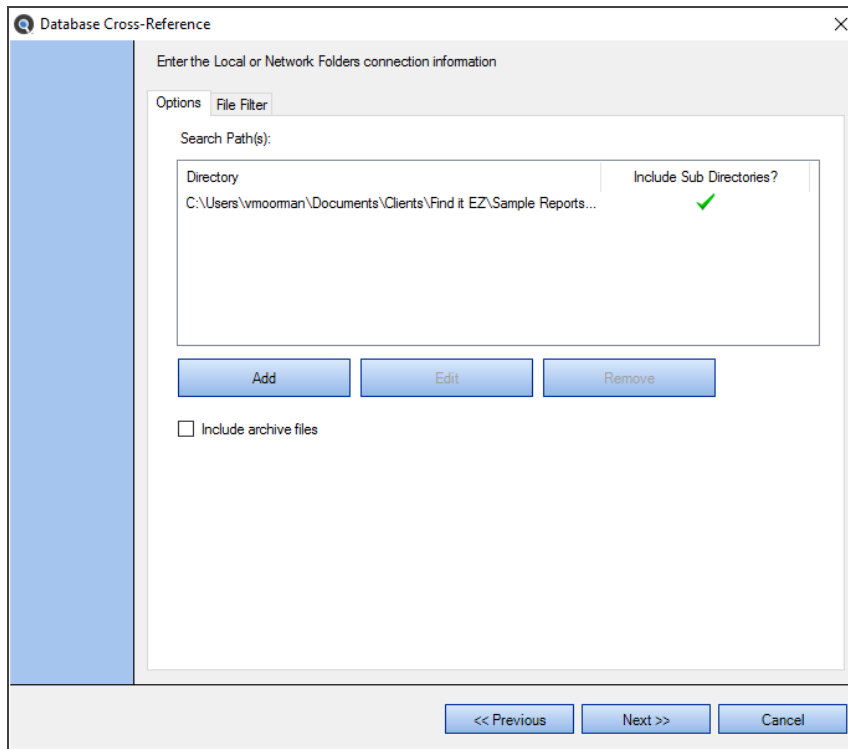 Database Cross-Reference
Enter the Local or Network Folders connection information
Options File Filter
Search Path(s):
Directory Include Sub Directories?
C:\Users\vmoorman\Documents\Clients\Find it EZ\Sample Reports...
Add Edit Remove
Include archive files
<< Previous Next >> Cancel